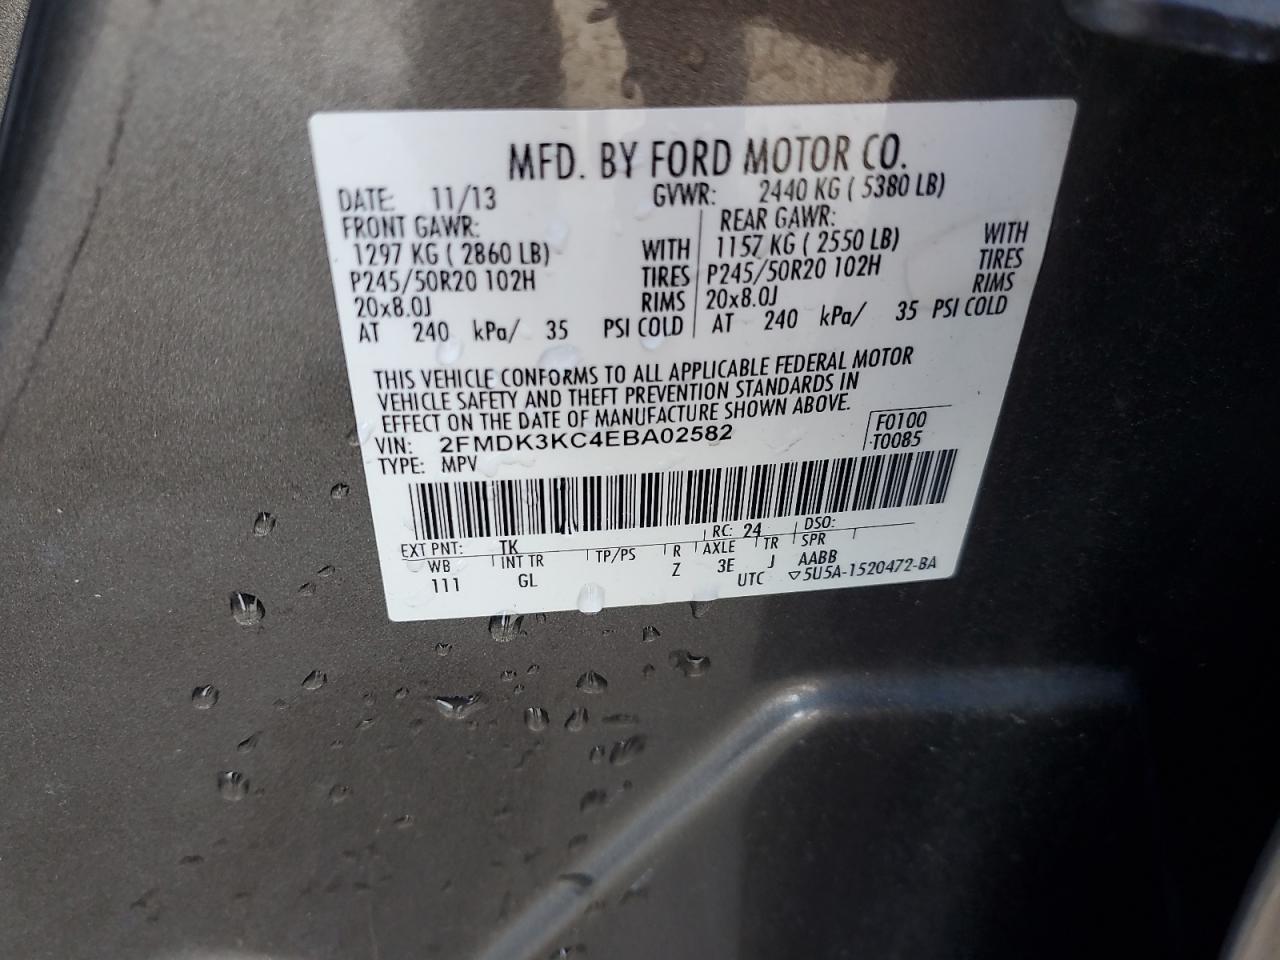 MFD. BY FORD MOTOR CO.
DATE: 11/13 GVWR: 2440 KG ( 5380 LB)
FRONT GAWR: REAR GAWR:
1297 KG ( 2860 LB) WITH 1157 KG ( 2550 LB) WITH
P245/50R20 102H TIRES P245/50R20 102H TIRES
20x8.0J RIMS 20x8.0J RIMS
AT 240 kPa/ 35 PSI COLD AT 240 kPa/ 35 PSI COLD
THIS VEHICLE CONFORMS TO ALL APPLICABLE FEDERAL MOTOR
VEHICLE SAFETY AND THEFT PREVENTION STANDARDS IN
EFFECT ON THE DATE OF MANUFACTURE SHOWN ABOVE.
VIN: 2FMDK3KC4EBA02582 F0100
TYPE: MPV T0085
EXT PNT: TK RC: 24 DSO:
WB INT TR TP/PS R AXLE TR SPR
111 GL Z 3E J AABB
UTC ▽5U5A-1520472-BA